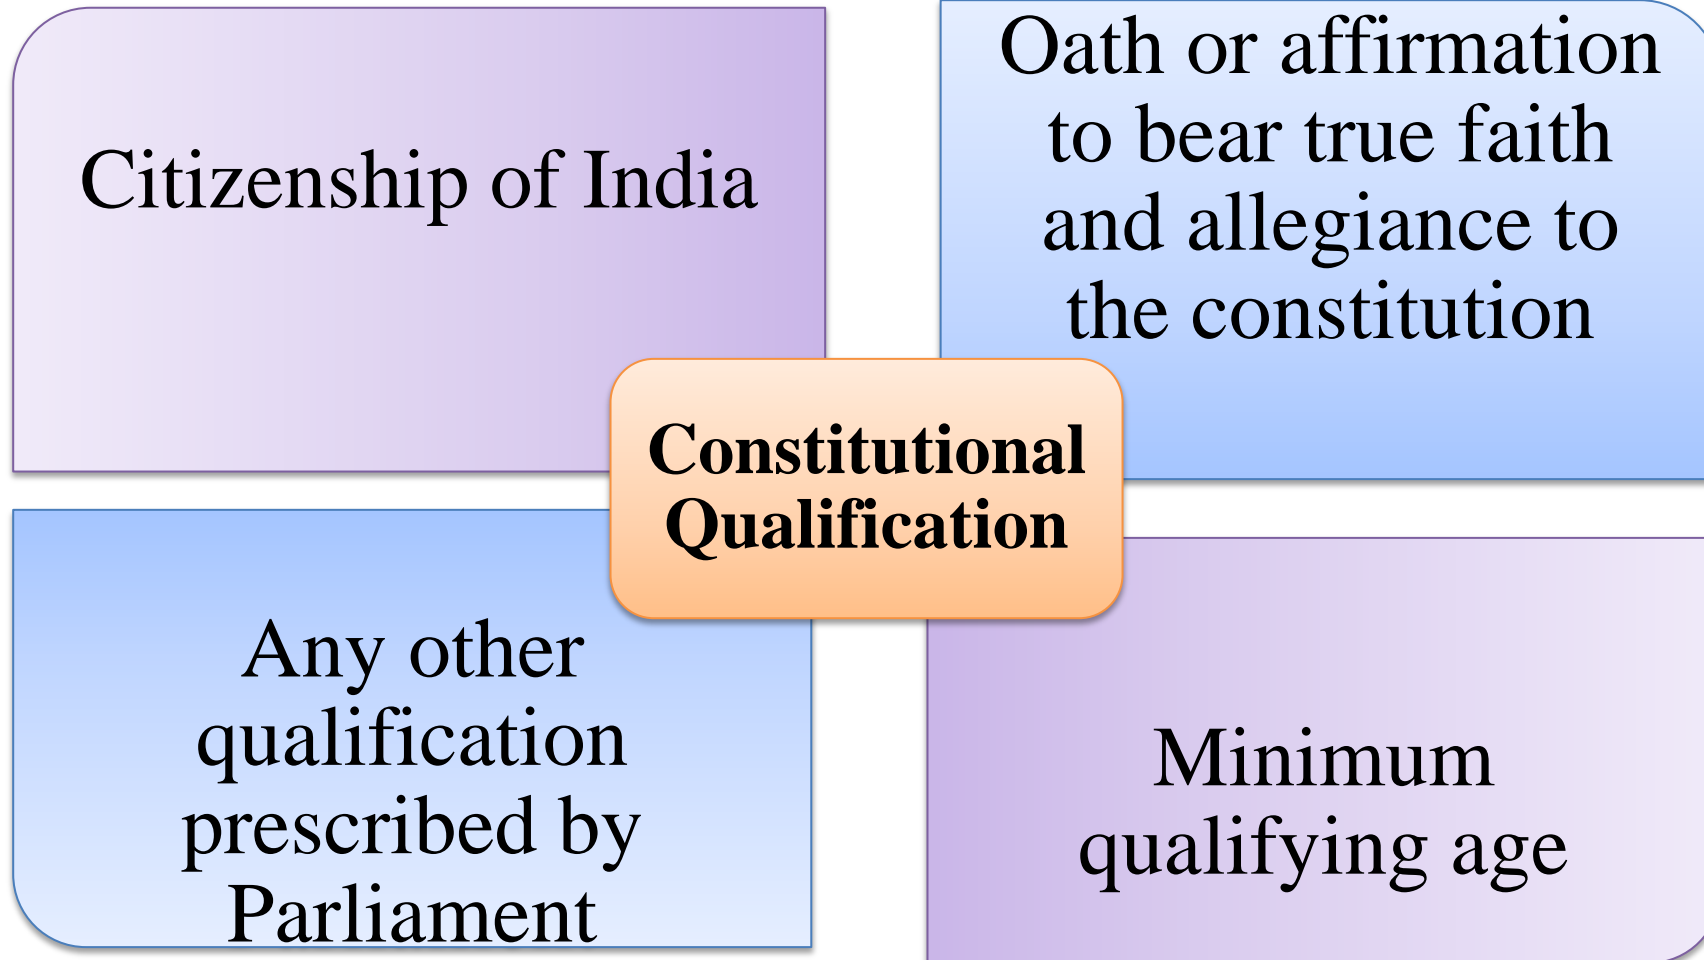 Citizenship of India
Oath or affirmation
to bear true faith
and allegiance to
the constitution
Constitutional
Qualification
Any other
qualification
prescribed by
Parliament
Minimum
qualifying age